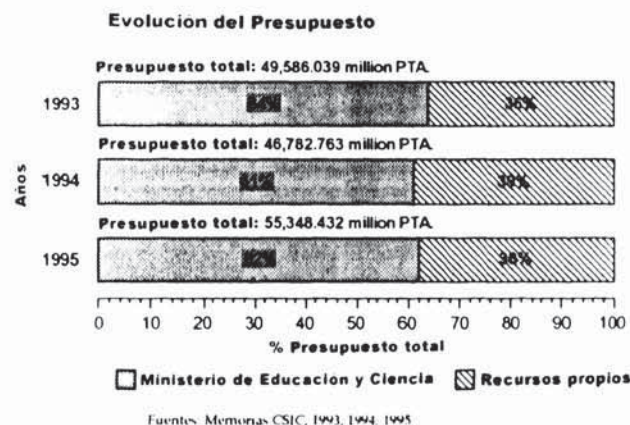 Evolución del Presupuesto
Presupuesto total: 49,586.039 million PTA.
1993
36%
Presupuesto total: 46,782.763 million PTA.
1994
39%
Presupuesto total: 55,348.432 million PTA.
1995
Años
0 10 20 30 40 50 60 70 80 90 100
% Presupuesto total
Ministerio de Educación y Ciencia Recursos propios
Fuentes. Memorias CSIC, 1993, 1994, 1995